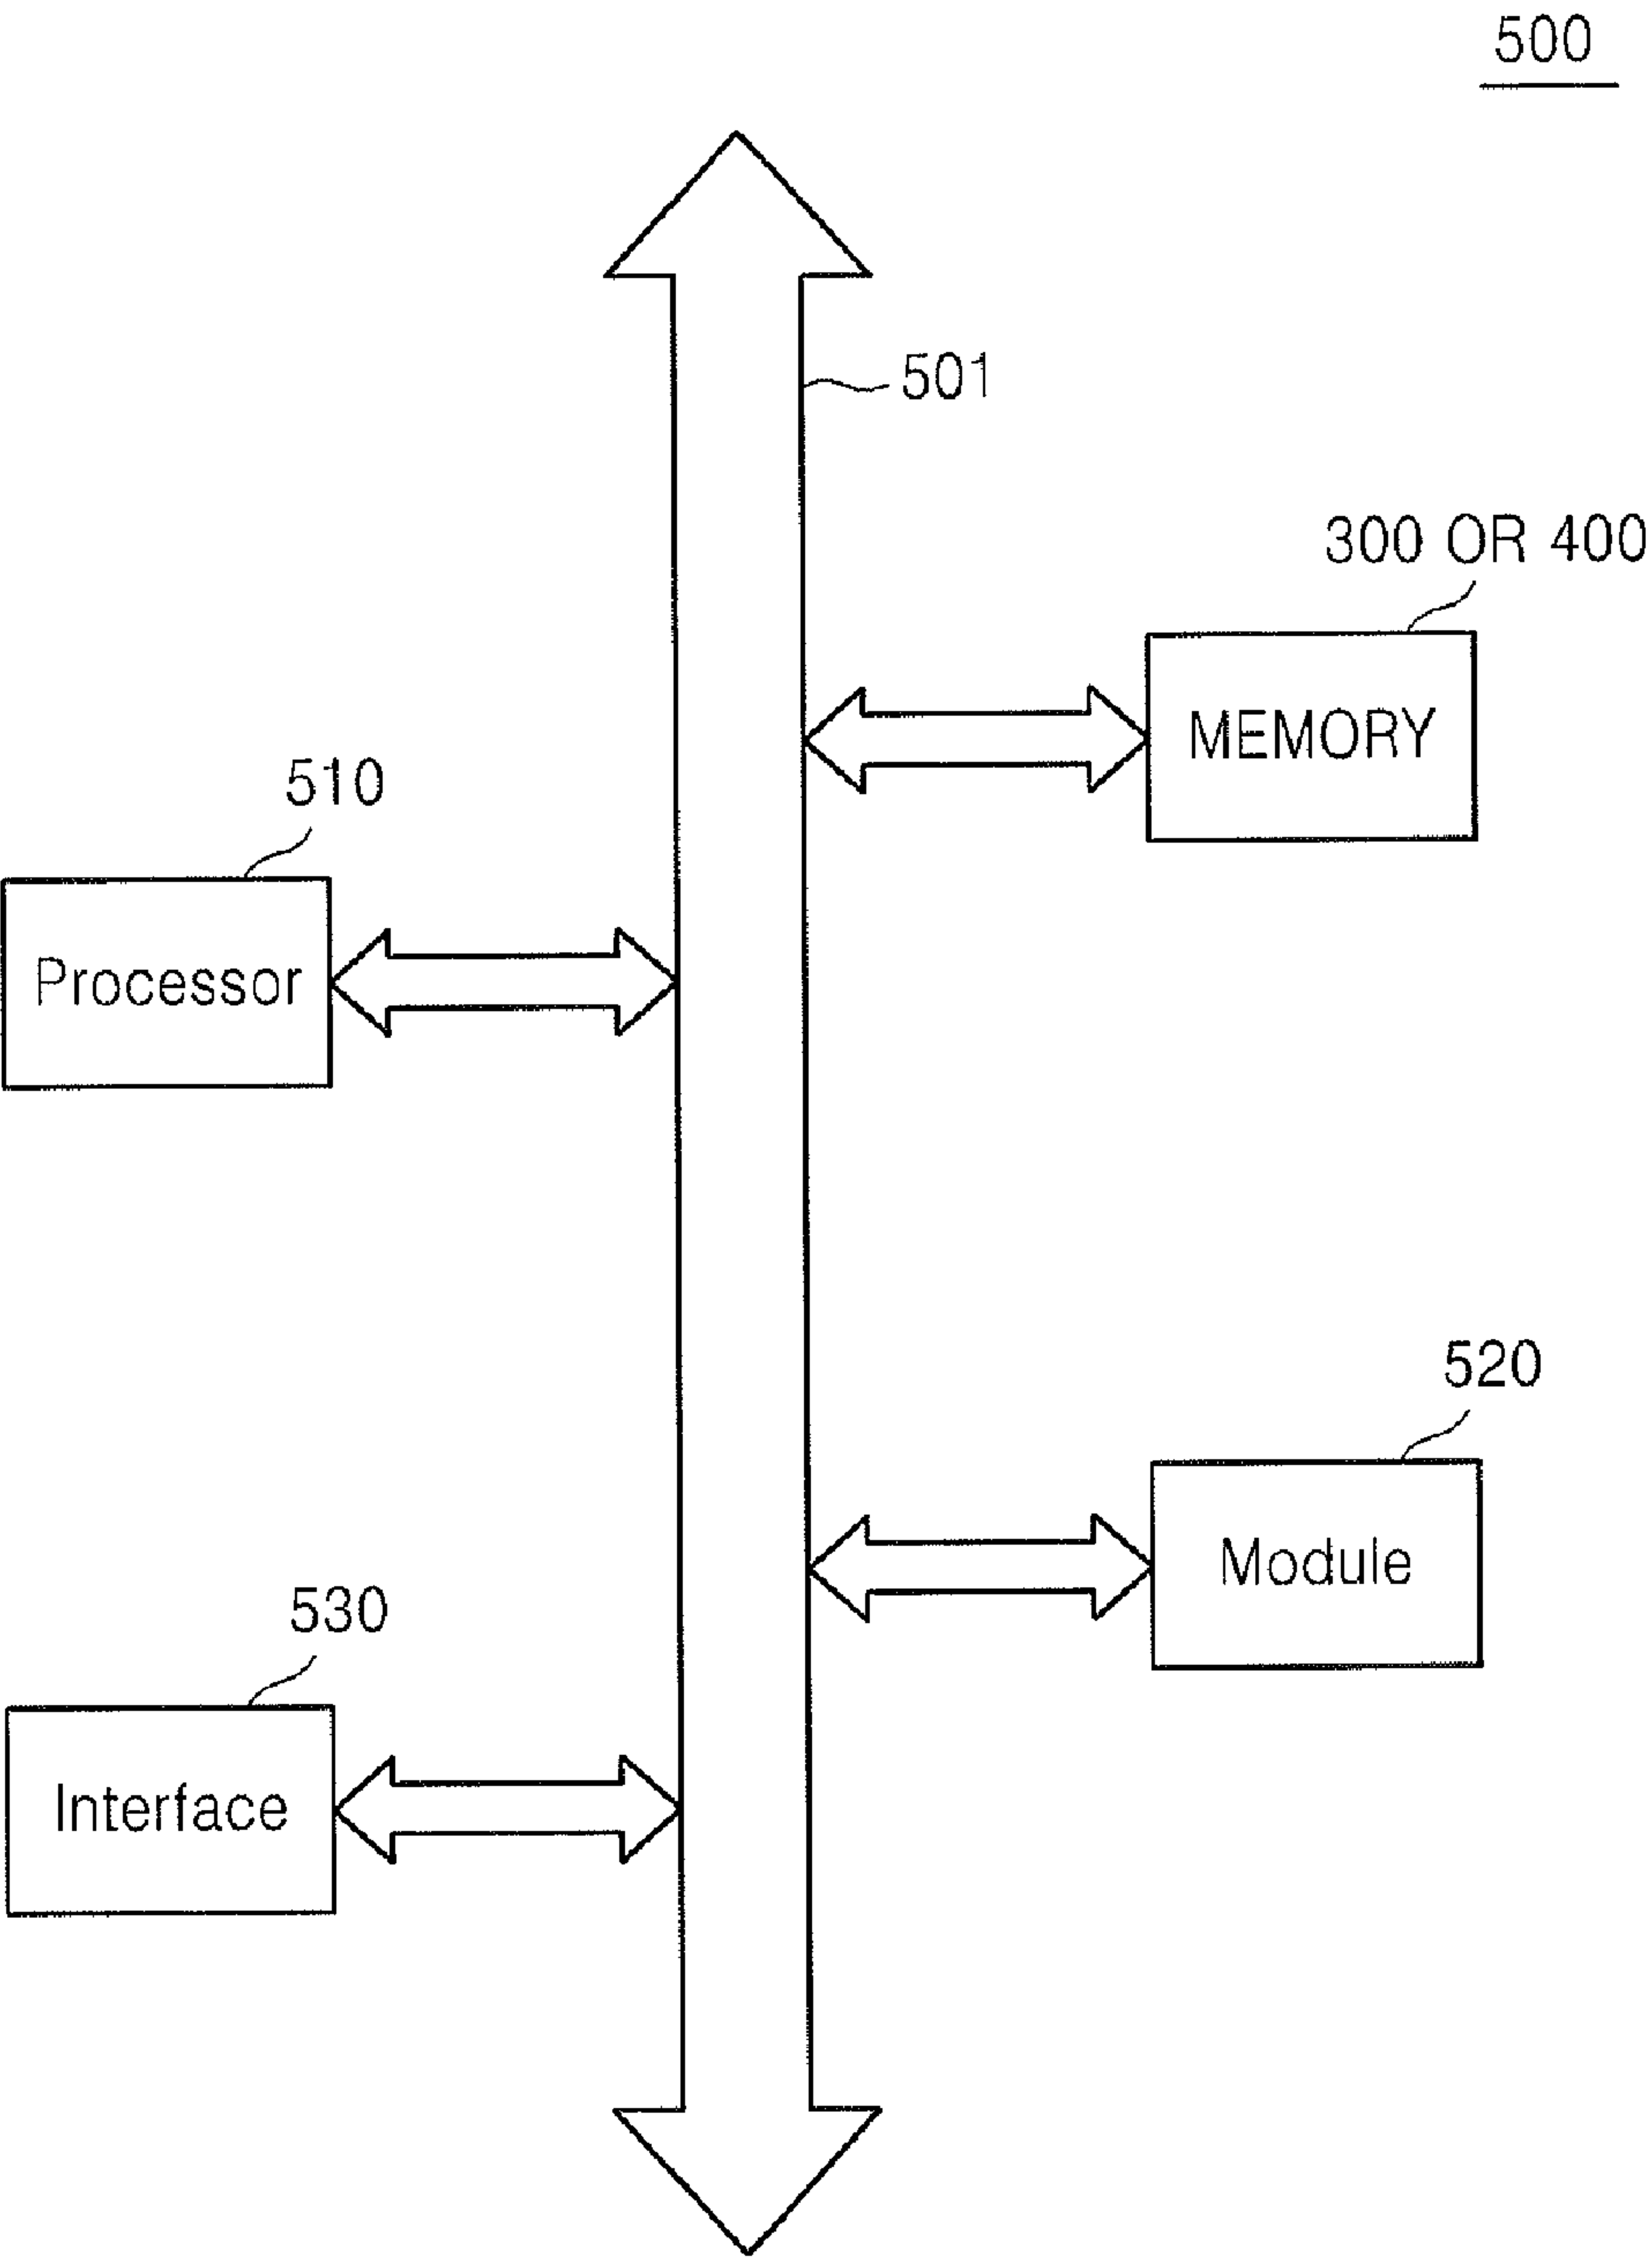 500
501
300 OR 400
MEMORY
510
Processor
520
Module
530
Interface